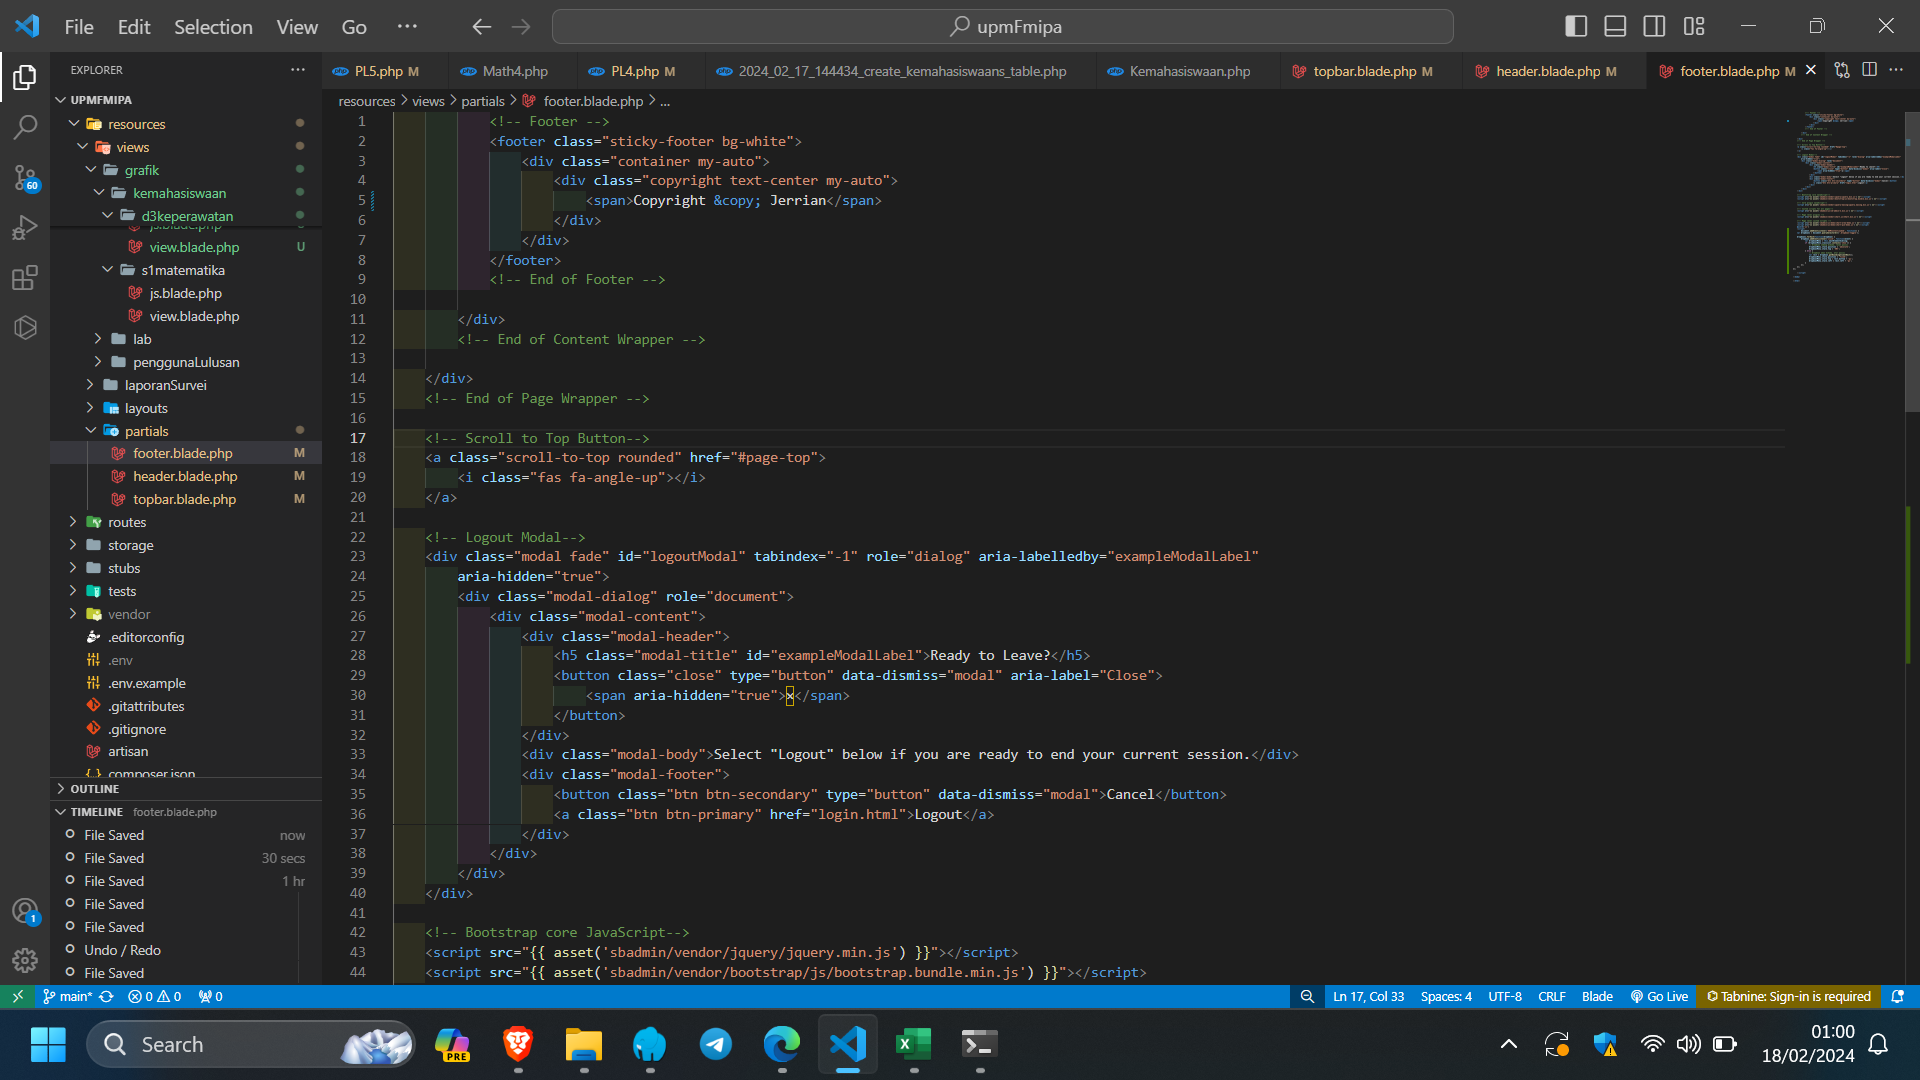 File Edit Selection View Go ···
upmFmipa
EXPLORER
UPMFMIPA
resources
views
grafik
kemahasiswaan
d3keperawatan
js.blade.php
view.blade.php U
s1matematika
js.blade.php
view.blade.php
lab
penggunaLulusan
laporanSurvei
layouts
partials
footer.blade.php M
header.blade.php M
topbar.blade.php M
routes
storage
stubs
tests
vendor
.editorconfig
.env
.env.example
.gitattributes
.gitignore
artisan
composer.json
OUTLINE
TIMELINE footer.blade.php
File Saved now
File Saved 30 secs
File Saved 1 hr
File Saved
File Saved
Undo / Redo
File Saved
PL5.php M Math4.php PL4.php M 2024_02_17_144434_create_kemahasiswaans_table.php Kemahasiswaan.php topbar.blade.php M header.blade.php M footer.blade.php M
resources > views > partials > footer.blade.php > ...
1 <!-- Footer -->
2 <footer class="sticky-footer bg-white">
3 <div class="container my-auto">
4 <div class="copyright text-center my-auto">
5 <span>Copyright &copy; Jerrian</span>
6 </div>
7 </div>
8 </footer>
9 <!-- End of Footer -->
10
11 </div>
12 <!-- End of Content Wrapper -->
13
14 </div>
15 <!-- End of Page Wrapper -->
16
17 <!-- Scroll to Top Button-->
18 <a class="scroll-to-top rounded" href="#page-top">
19 <i class="fas fa-angle-up"></i>
20 </a>
21
22 <!-- Logout Modal-->
23 <div class="modal fade" id="logoutModal" tabindex="-1" role="dialog" aria-labelledby="exampleModalLabel"
24 aria-hidden="true">
25 <div class="modal-dialog" role="document">
26 <div class="modal-content">
27 <div class="modal-header">
28 <h5 class="modal-title" id="exampleModalLabel">Ready to Leave?</h5>
29 <button class="close" type="button" data-dismiss="modal" aria-label="Close">
30 <span aria-hidden="true">×</span>
31 </button>
32 </div>
33 <div class="modal-body">Select "Logout" below if you are ready to end your current session.</div>
34 <div class="modal-footer">
35 <button class="btn btn-secondary" type="button" data-dismiss="modal">Cancel</button>
36 <a class="btn btn-primary" href="login.html">Logout</a>
37 </div>
38 </div>
39 </div>
40 </div>
41
42 <!-- Bootstrap core JavaScript-->
43 <script src="{{ asset('sbadmin/vendor/jquery/jquery.min.js') }}"></script>
44 <script src="{{ asset('sbadmin/vendor/bootstrap/js/bootstrap.bundle.min.js') }}"></script>
60
1
main* 0 0 0
Ln 17, Col 33 Spaces: 4 UTF-8 CRLF Blade Go Live Tabnine: Sign-in is required
Search
PRE
01:00
18/02/2024